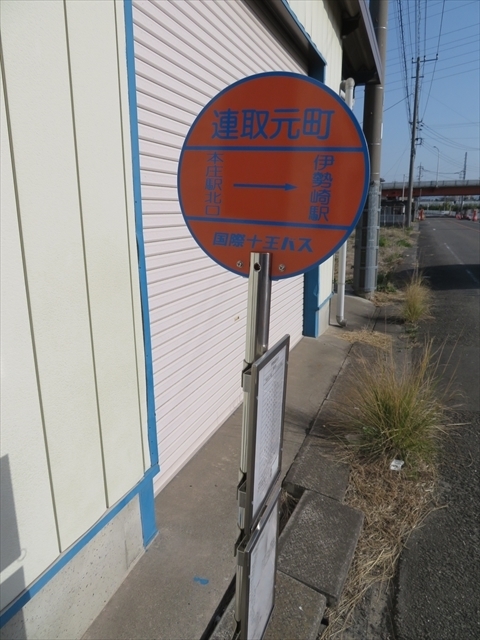 連取元町
本庄駅北口
伊勢崎駅
国際十王バス